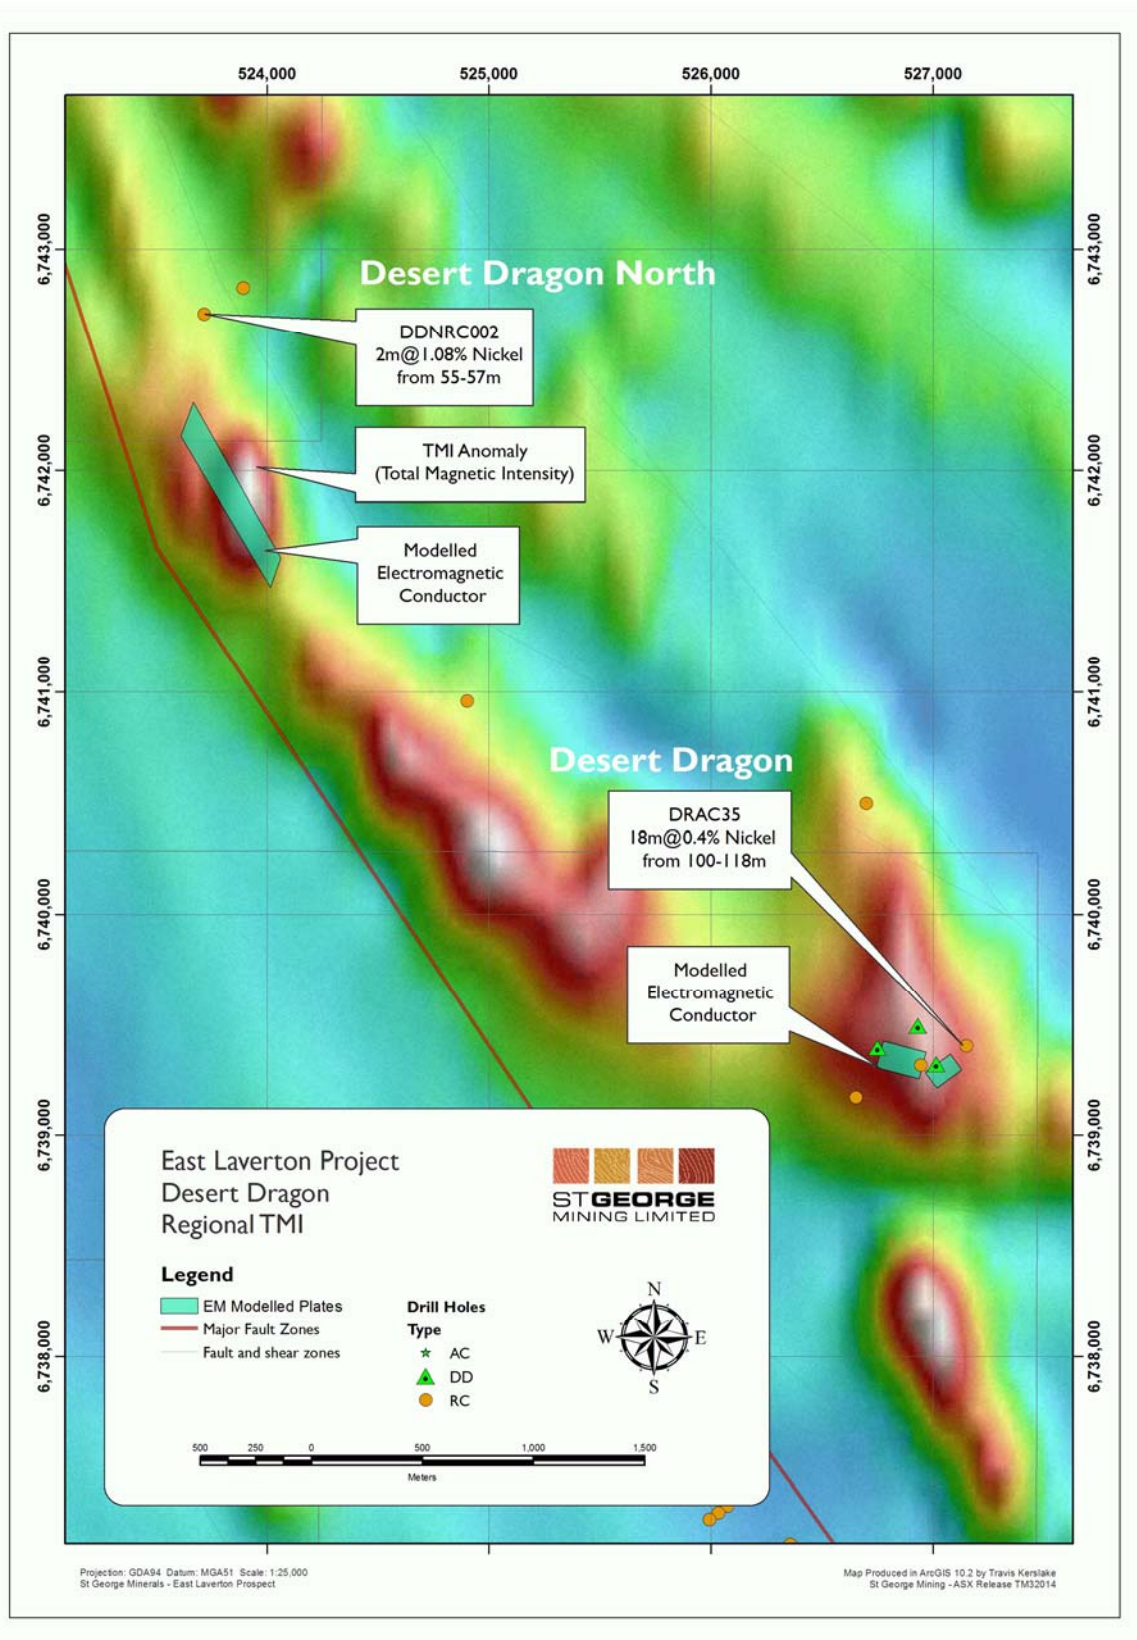 524,000 525,000 526,000 527,000
6,743,000
6,743,000
Desert Dragon North
DDNRC002
2m@1.08% Nickel
from 55-57m
TMI Anomaly
(Total Magnetic Intensity)
6,742,000
6,742,000
Modelled
Electromagnetic
Conductor
6,741,000
6,741,000
Desert Dragon
DRAC35
18m@0.4% Nickel
from 100-118m
6,740,000
6,740,000
Modelled
Electromagnetic
Conductor
6,739,000
6,739,000
East Laverton Project
Desert Dragon
Regional TMI
ST GEORGE
MINING LIMITED
Legend
EM Modelled Plates
Major Fault Zones
Fault and shear zones
Drill Holes
Type
AC
DD
RC
N
W E
S
6,738,000
6,738,000
500 250 0 500 1,000 1,500
Meters
Projection: GDA94 Datum: MGA51 Scale: 1:25,000
St George Minerals - East Laverton Prospect
Map Produced in ArcGIS 10.2 by Travis Kerslake
St George Mining - ASX Release TM32014